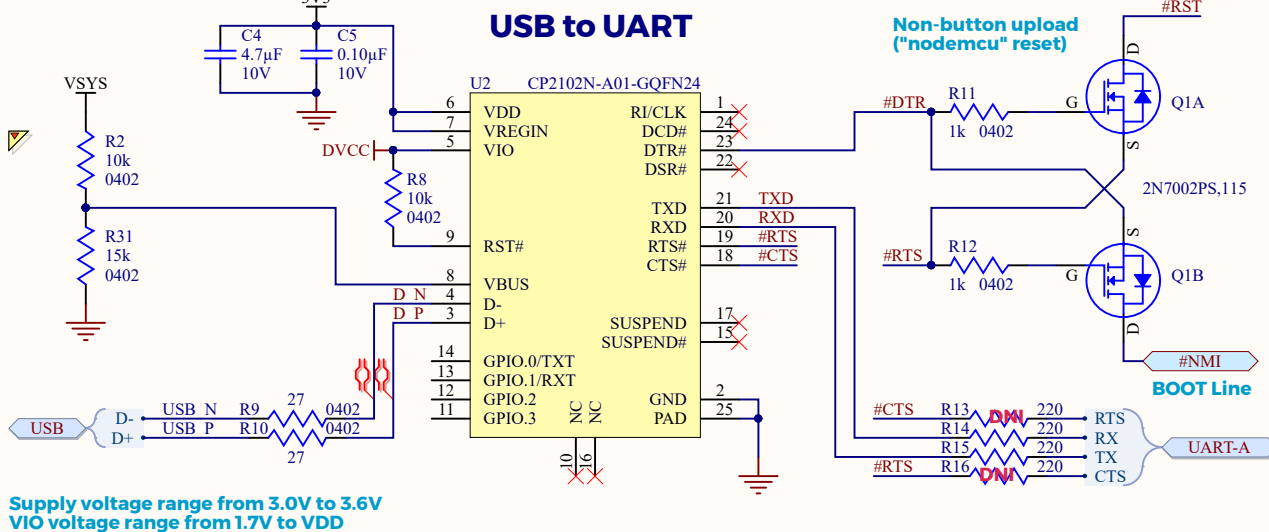 3V3
USB to UART
Non-button upload
("nodemcu" reset)
#RST
C4
4.7µF
10V
C5
0.10µF
10V
VSYS
R2
10k
0402
R31
15k
0402
DVCC
R8
10k
0402
U2
CP2102N-A01-GQFN24
6 VDD
7 VREGIN
5 VIO
9 RST#
8 VBUS
D_N 4 D-
D_P 3 D+
14 GPIO.0/TXT
13 GPIO.1/RXT
12 GPIO.2
11 GPIO.3
RI/CLK 1
DCD# 24
DTR# 23
DSR# 22
TXD 21 TXD
RXD 20 RXD
RTS# 19 #RTS
CTS# 18 #CTS
SUSPEND 17
SUSPEND# 15
GND 2
PAD 25
NC 10
NC 16
#DTR
R11
1k 0402
G
D
S
Q1A
2N7002PS,115
#RTS
R12
1k 0402
G
S
D
Q1B
#NMI
BOOT Line
USB
D- USB_N R9 27 0402
D+ USB_P R10 27 0402
#CTS R13 DNI 220 RTS
R14 220 RX
R15 220 TX
#RTS R16 DNI 220 CTS
UART-A
Supply voltage range from 3.0V to 3.6V
VIO voltage range from 1.7V to VDD